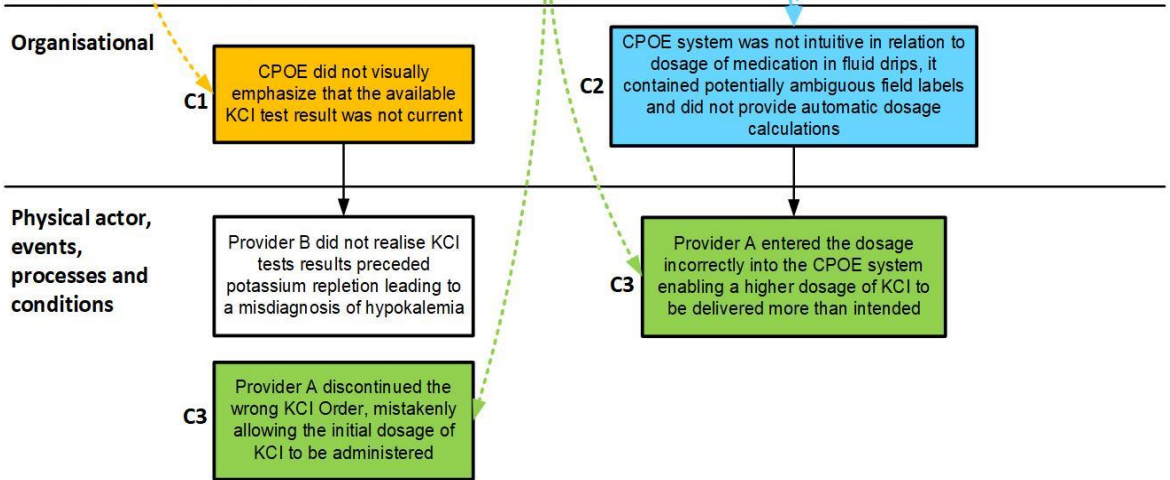 Organisational
C1
CPOE did not visually
emphasize that the available
KCI test result was not current
C2
CPOE system was not intuitive in relation to
dosage of medication in fluid drips, it
contained potentially ambiguous field labels
and did not provide automatic dosage
calculations
Physical actor,
events,
processes and
conditions
Provider B did not realise KCI
tests results preceded
potassium repletion leading to
a misdiagnosis of hypokalemia
C3
Provider A entered the dosage
incorrectly into the CPOE system
enabling a higher dosage of KCI to
be delivered more than intended
C3
Provider A discontinued the
wrong KCI Order, mistakenly
allowing the initial dosage of
KCI to be administered